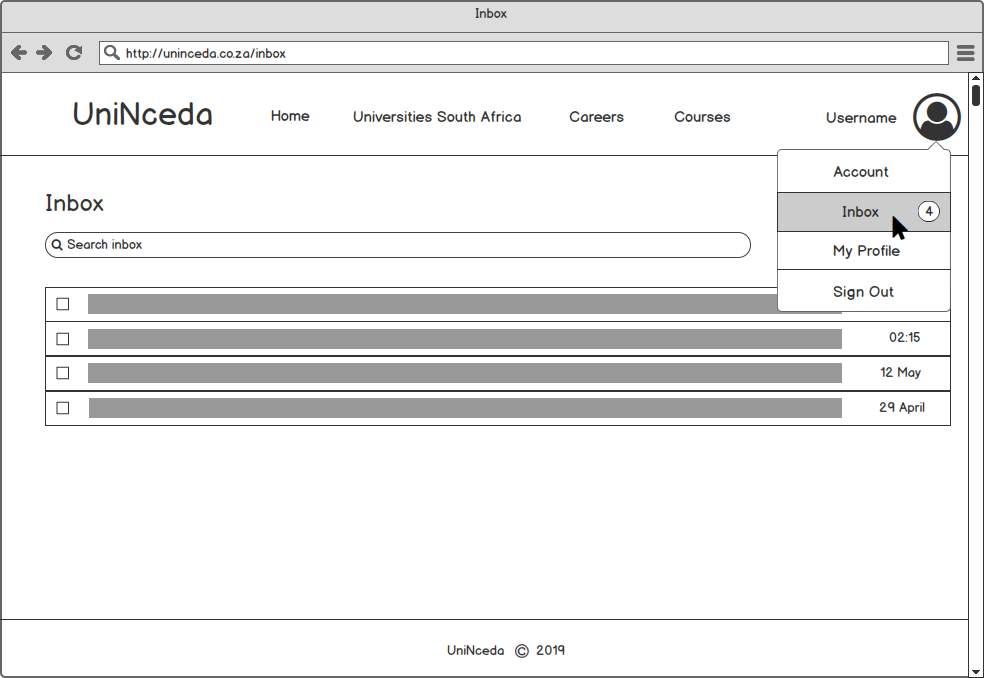 Inbox
http://uninceda.co.za/inbox
UniNceda Home Universities South Africa Careers Courses Username
Account
Inbox 4
My Profile
Sign Out
Inbox
Search inbox
02:15
12 May
29 April
UniNceda © 2019